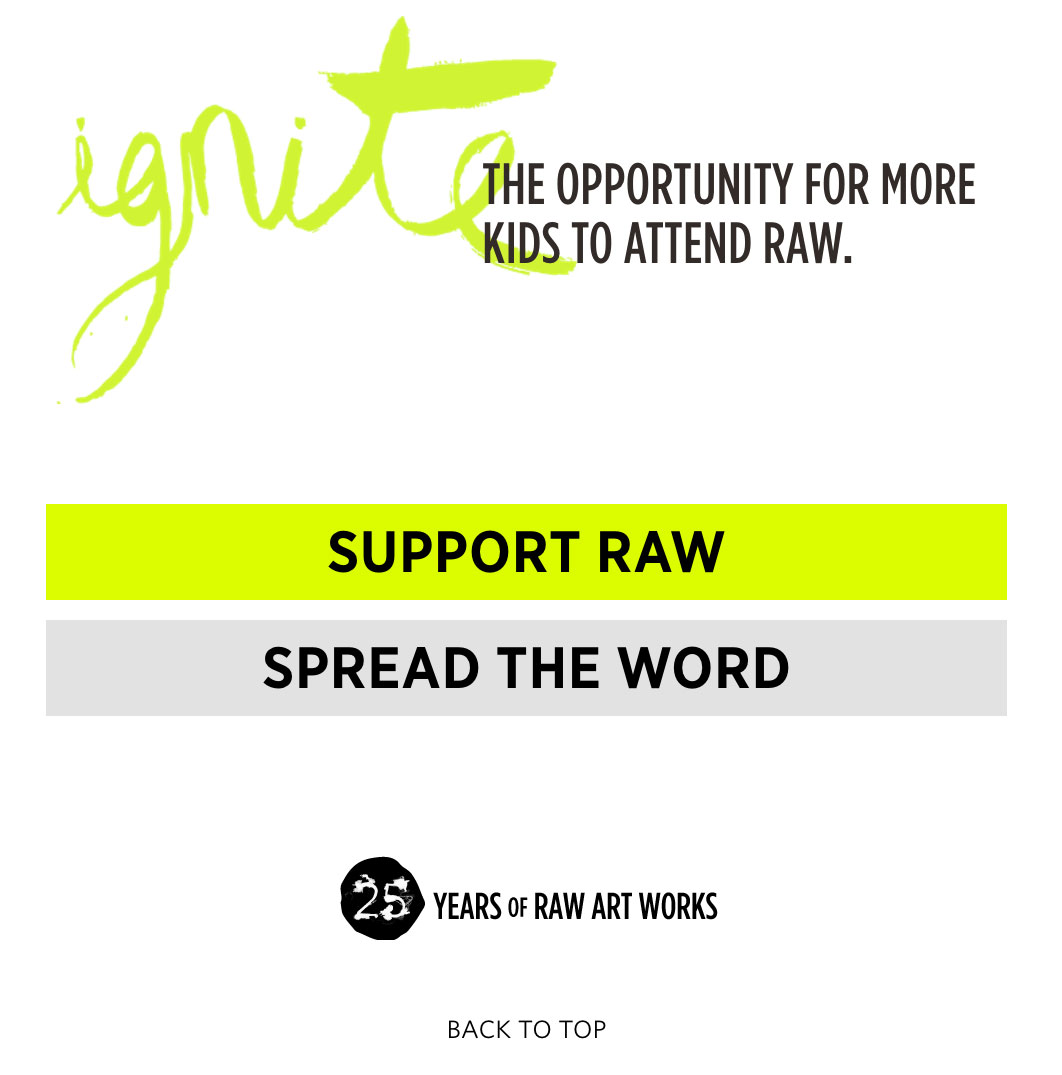 ignite
THE OPPORTUNITY FOR MORE
KIDS TO ATTEND RAW.
SUPPORT RAW
SPREAD THE WORD
25 YEARS OF RAW ART WORKS
BACK TO TOP